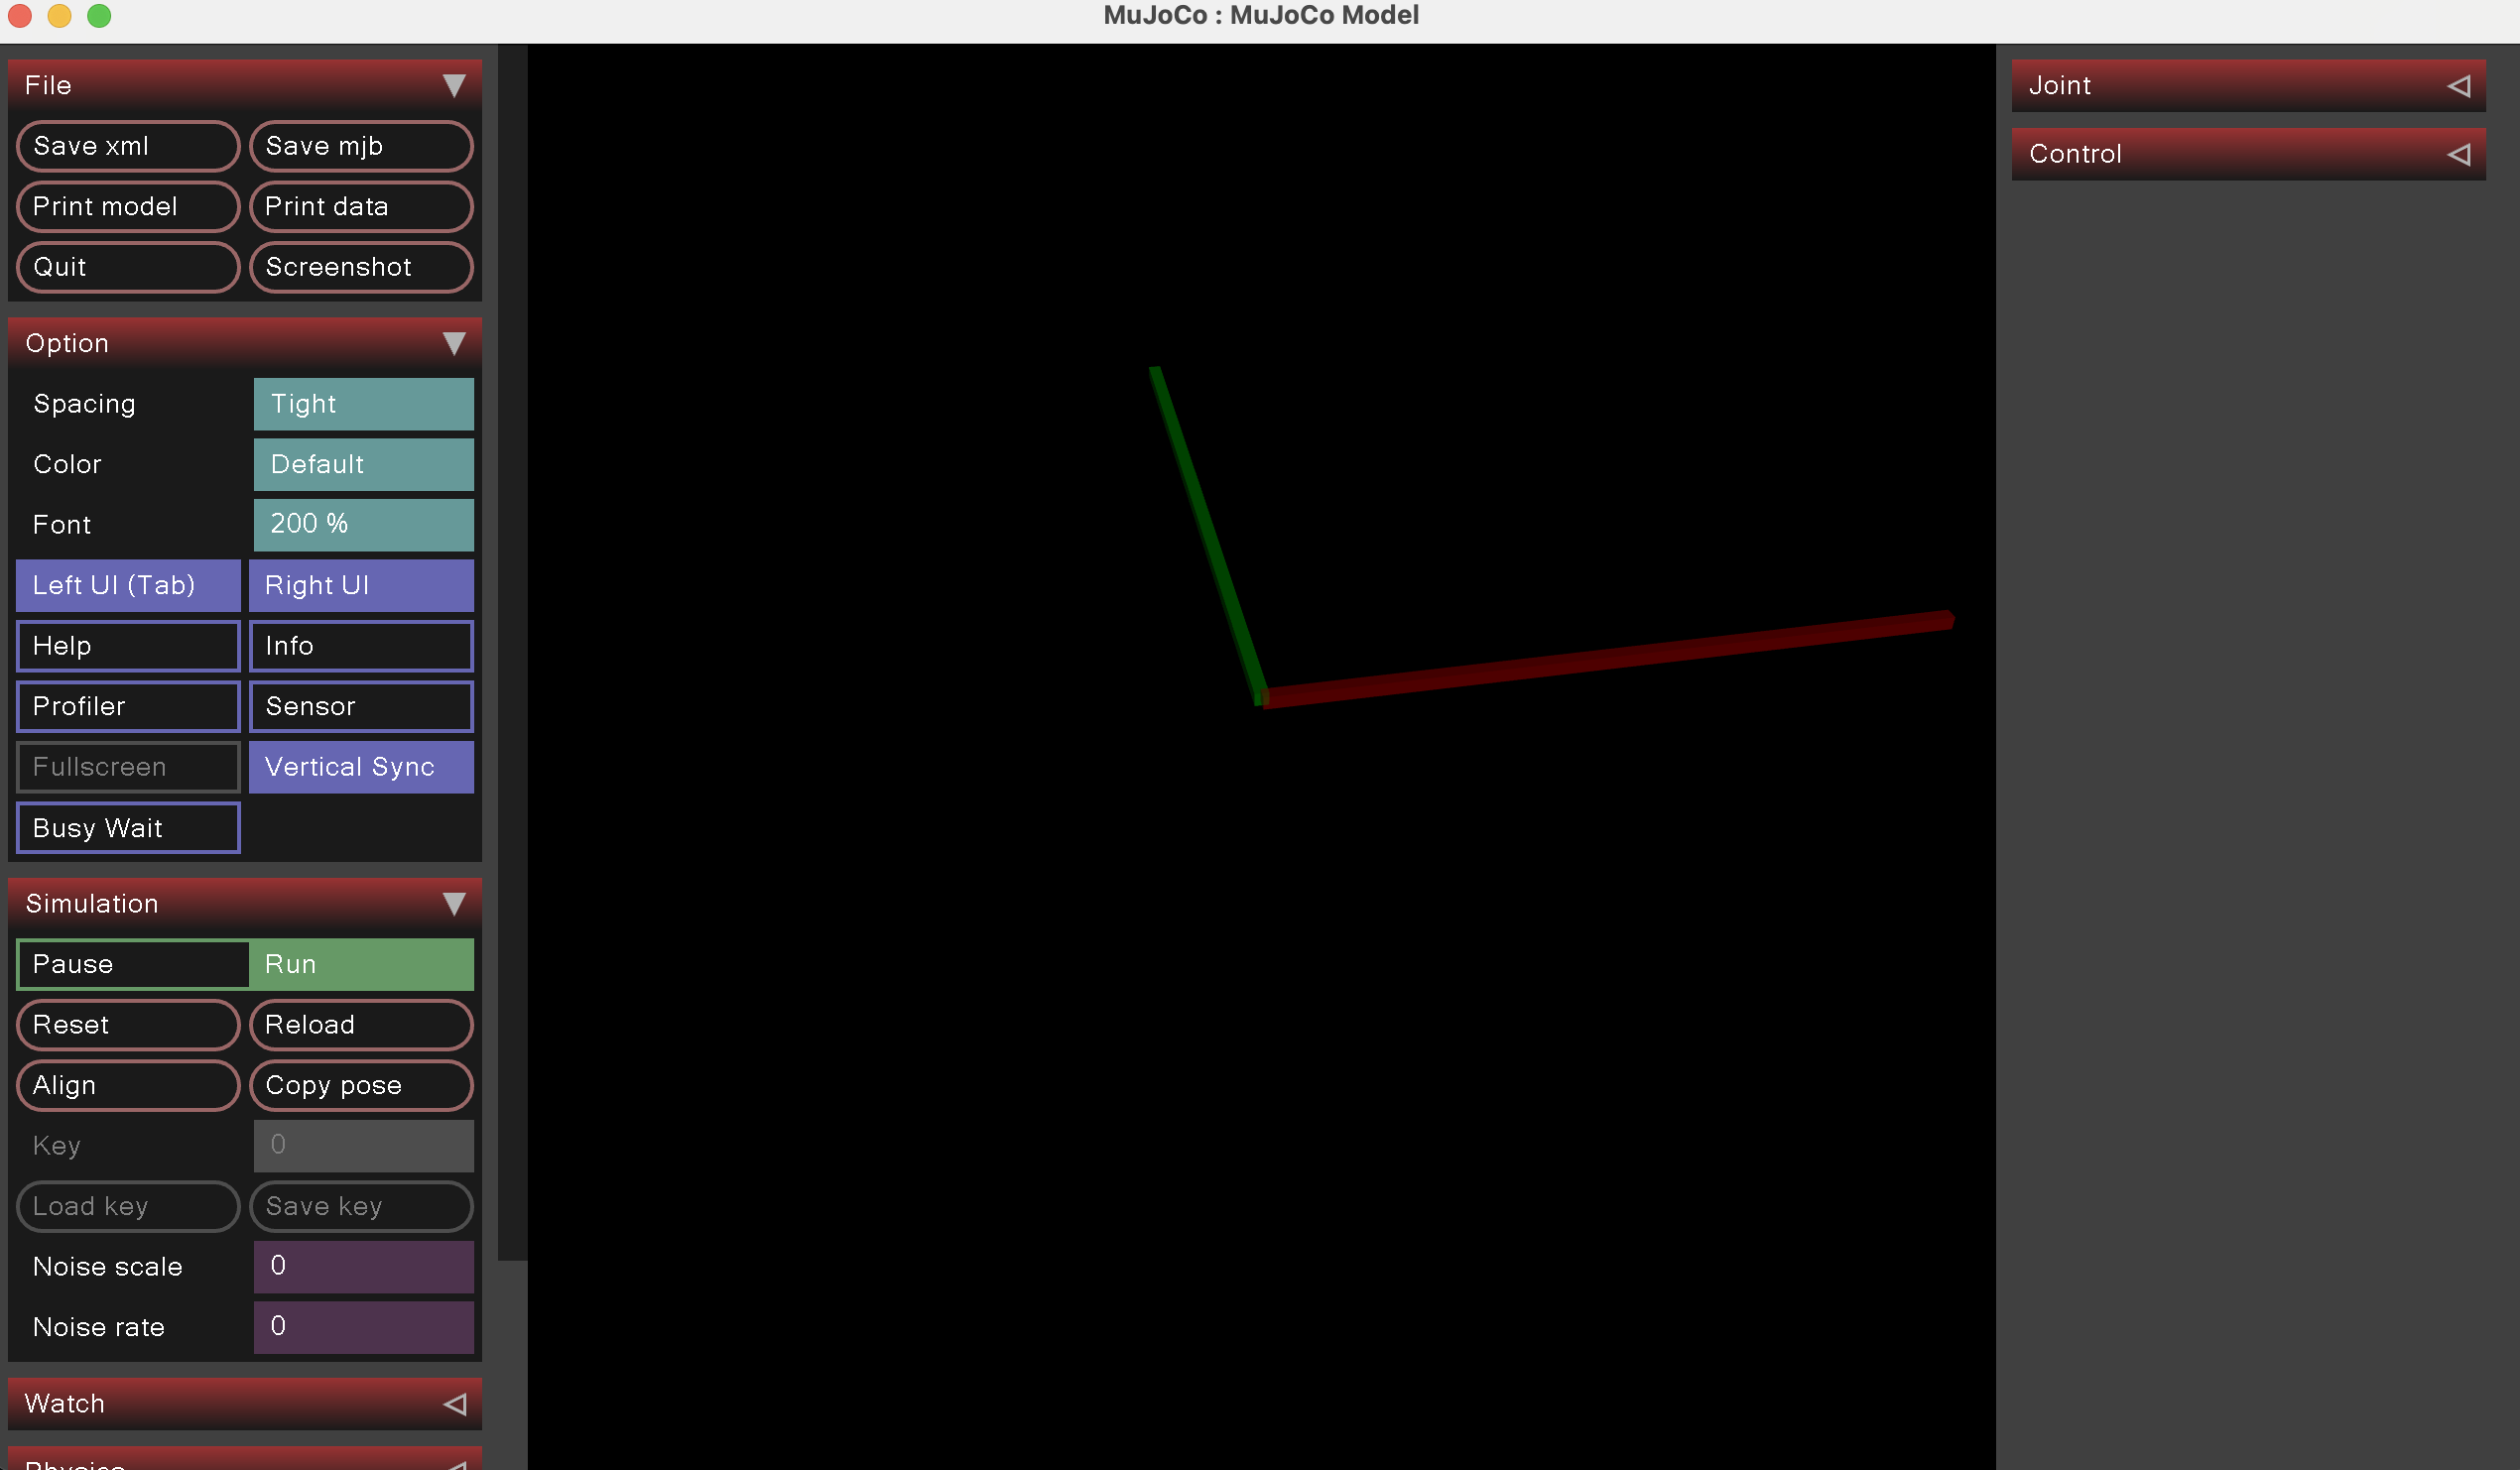 MuJoCo : MuJoCo Model
File
Save xml Save mjb
Print model Print data
Quit Screenshot
Option
Spacing Tight
Color Default
Font 200 %
Left UI (Tab) Right UI
Help Info
Profiler Sensor
Fullscreen Vertical Sync
Busy Wait
Simulation
Pause Run
Reset Reload
Align Copy pose
Key 0
Load key Save key
Noise scale 0
Noise rate 0
Watch
Physics
Joint
Control